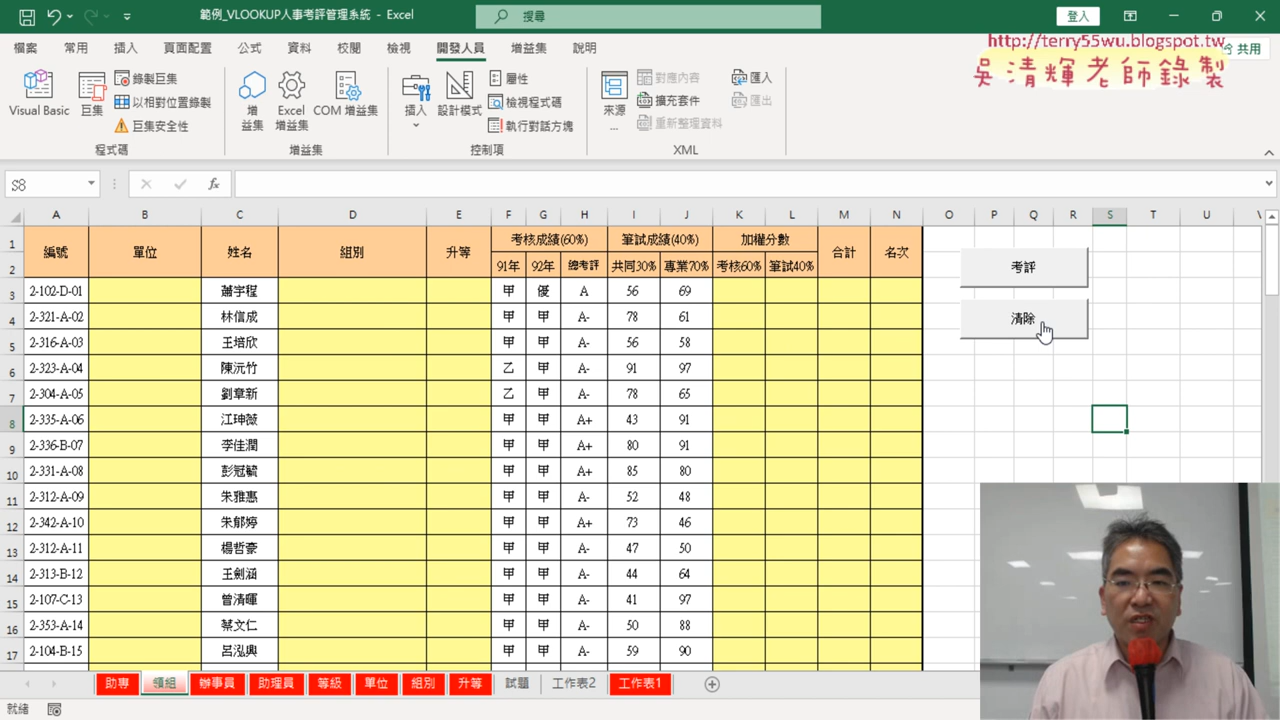 範例_VLOOKUP人事考評管理系統 - Excel
搜尋
登入
檔案 常用 插入 頁面配置 公式 資料 校閱 檢視 開發人員 增益集 說明
共用
http://terry55wu.blogspot.tw
吳清輝老師錄製
Visual Basic
巨集
錄製巨集
以相對位置錄製
巨集安全性
程式碼
增益集
Excel 增益集
COM 增益集
增益集
插入
設計模式
屬性
檢視程式碼
執行對話方塊
控制項
來源
...
對應內容
擴充套件
重新整理資料
匯入
匯出
XML
S8
fx
A B C D E F G H I J K L M N O P Q R S T U
編號 單位 姓名 組別 升等 考核成績(60%) 筆試成績(40%) 加權分數 合計 名次
91年 92年 總考評 共同30% 專業70% 考核60% 筆試40%
1
2
3 2-102-D-01 蕭宇程 甲 優 A 56 69
4 2-321-A-02 林信成 甲 甲 A- 78 61
5 2-316-A-03 王培欣 甲 甲 A- 56 58
6 2-323-A-04 陳沅竹 乙 甲 A- 91 97
7 2-304-A-05 劉章新 乙 甲 A- 78 65
8 2-335-A-06 江珅薇 甲 甲 A+ 43 91
9 2-336-B-07 李佳潤 甲 甲 A+ 80 91
10 2-331-A-08 彭冠毓 甲 甲 A+ 85 80
11 2-312-A-09 朱雅惠 甲 甲 A- 52 48
12 2-342-A-10 朱郁婷 甲 甲 A+ 73 46
13 2-312-A-11 楊哲豪 甲 甲 A- 47 50
14 2-313-B-12 王劍涵 甲 甲 A- 44 64
15 2-107-C-13 曾清暉 甲 甲 A- 41 97
16 2-353-A-14 蔡文仁 甲 甲 A- 50 88
17 2-104-B-15 呂泓興 甲 甲 A- 59 90
考評
清除
助專 領組 辦事員 助理員 等級 單位 組別 升等 試題 工作表2 工作表1
就緒